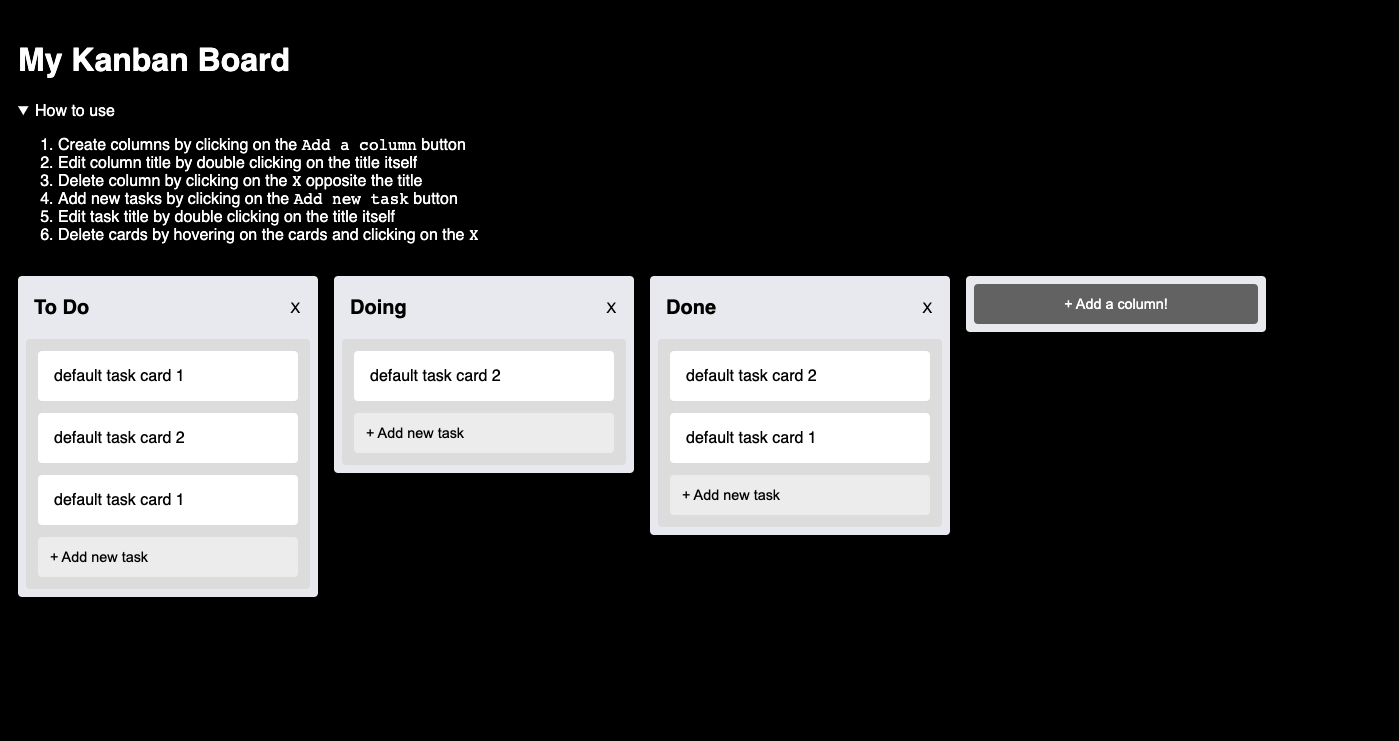 My Kanban Board
▼ How to use
1. Create columns by clicking on the Add a column button
2. Edit column title by double clicking on the title itself
3. Delete column by clicking on the X opposite the title
4. Add new tasks by clicking on the Add new task button
5. Edit task title by double clicking on the title itself
6. Delete cards by hovering on the cards and clicking on the X
To Do X
default task card 1
default task card 2
default task card 1
+ Add new task
Doing X
default task card 2
+ Add new task
Done X
default task card 2
default task card 1
+ Add new task
+ Add a column!